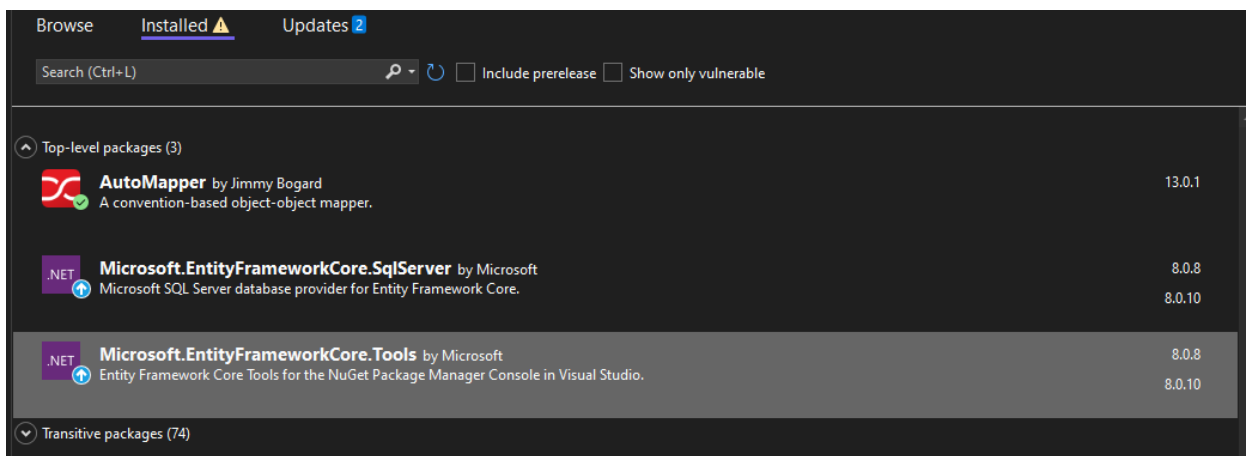 Browse Installed Updates 2
Search (Ctrl+L) Include prerelease Show only vulnerable
Top-level packages (3)
AutoMapper by Jimmy Bogard 13.0.1
A convention-based object-object mapper.
.NET Microsoft.EntityFrameworkCore.SqlServer by Microsoft 8.0.8
Microsoft SQL Server database provider for Entity Framework Core. 8.0.10
.NET Microsoft.EntityFrameworkCore.Tools by Microsoft 8.0.8
Entity Framework Core Tools for the NuGet Package Manager Console in Visual Studio. 8.0.10
Transitive packages (74)